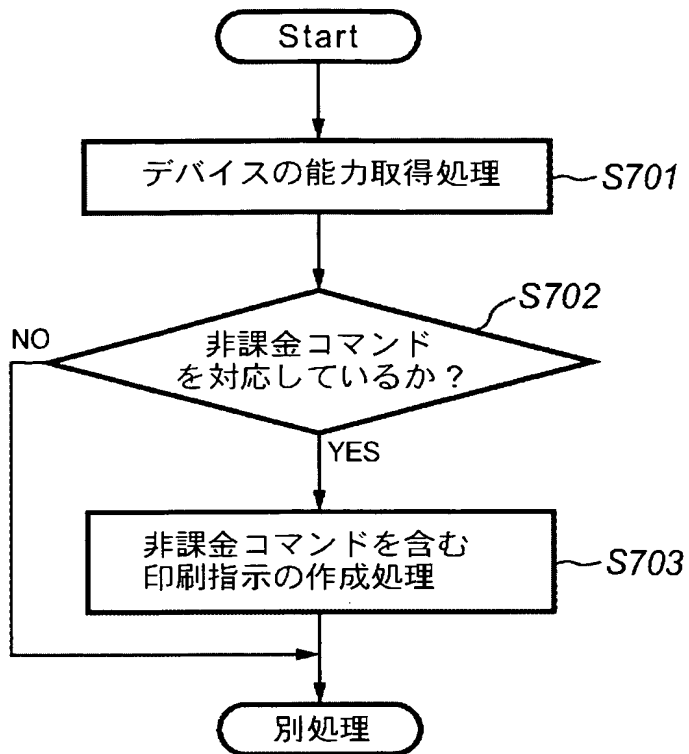 Start
デバイスの能力取得処理
S701
S702
NO
非課金コマンド
を対応しているか？
YES
非課金コマンドを含む
印刷指示の作成処理
S703
別処理